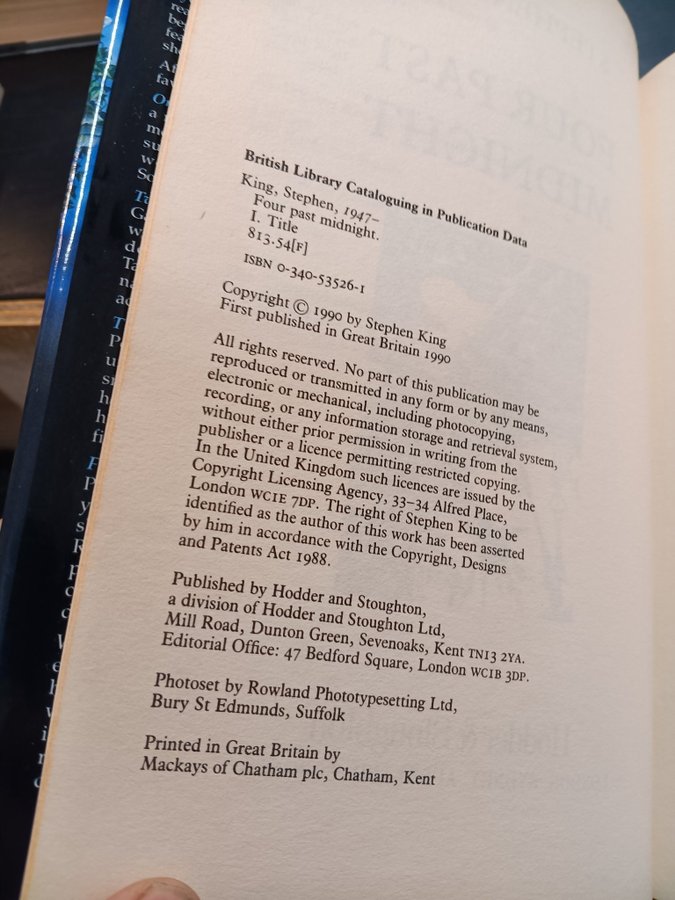 British Library Cataloguing in Publication Data
King, Stephen, 1947–
Four past midnight.
I. Title
813.54[F]
ISBN 0-340-53526-1
Copyright © 1990 by Stephen King
First published in Great Britain 1990
All rights reserved. No part of this publication may be
reproduced or transmitted in any form or by any means,
electronic or mechanical, including photocopying,
recording, or any information storage and retrieval system,
without either prior permission in writing from the
publisher or a licence permitting restricted copying.
In the United Kingdom such licences are issued by the
Copyright Licensing Agency, 33–34 Alfred Place,
London WC1E 7DP. The right of Stephen King to be
identified as the author of this work has been asserted
by him in accordance with the Copyright, Designs
and Patents Act 1988.
Published by Hodder and Stoughton,
a division of Hodder and Stoughton Ltd,
Mill Road, Dunton Green, Sevenoaks, Kent TN13 2YA.
Editorial Office: 47 Bedford Square, London WC1B 3DP.
Photoset by Rowland Phototypesetting Ltd,
Bury St Edmunds, Suffolk
Printed in Great Britain by
Mackays of Chatham plc, Chatham, Kent